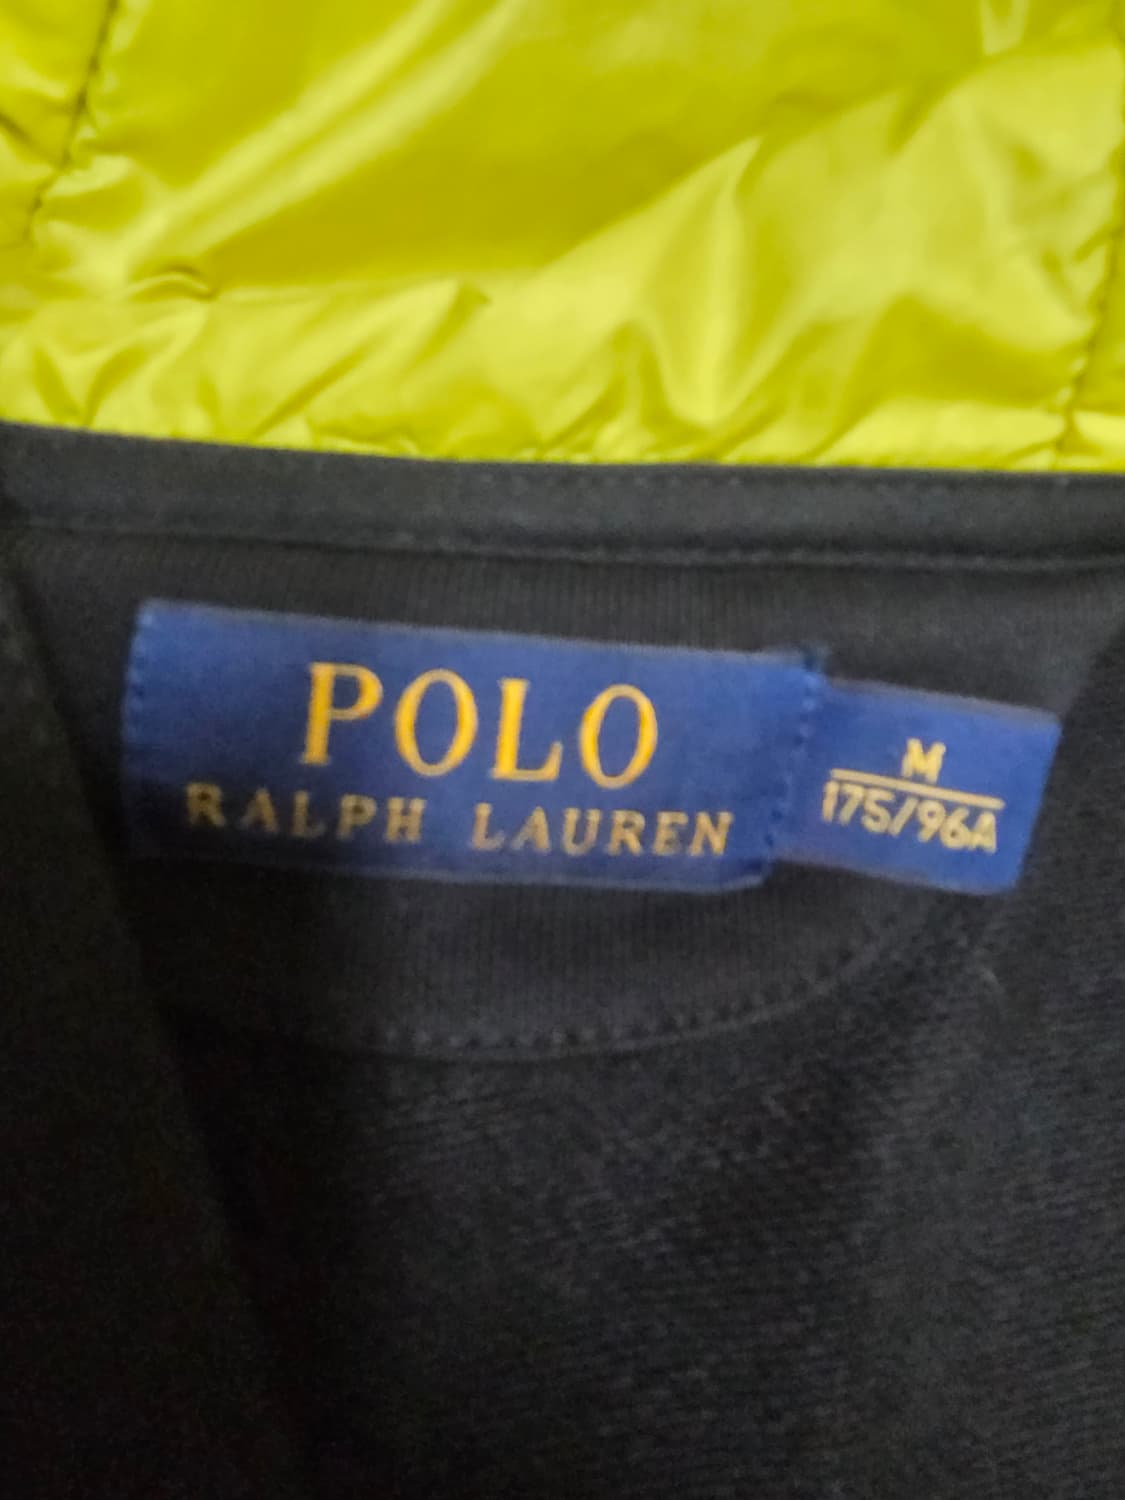 POLO
RALPH LAUREN
M
175/96A